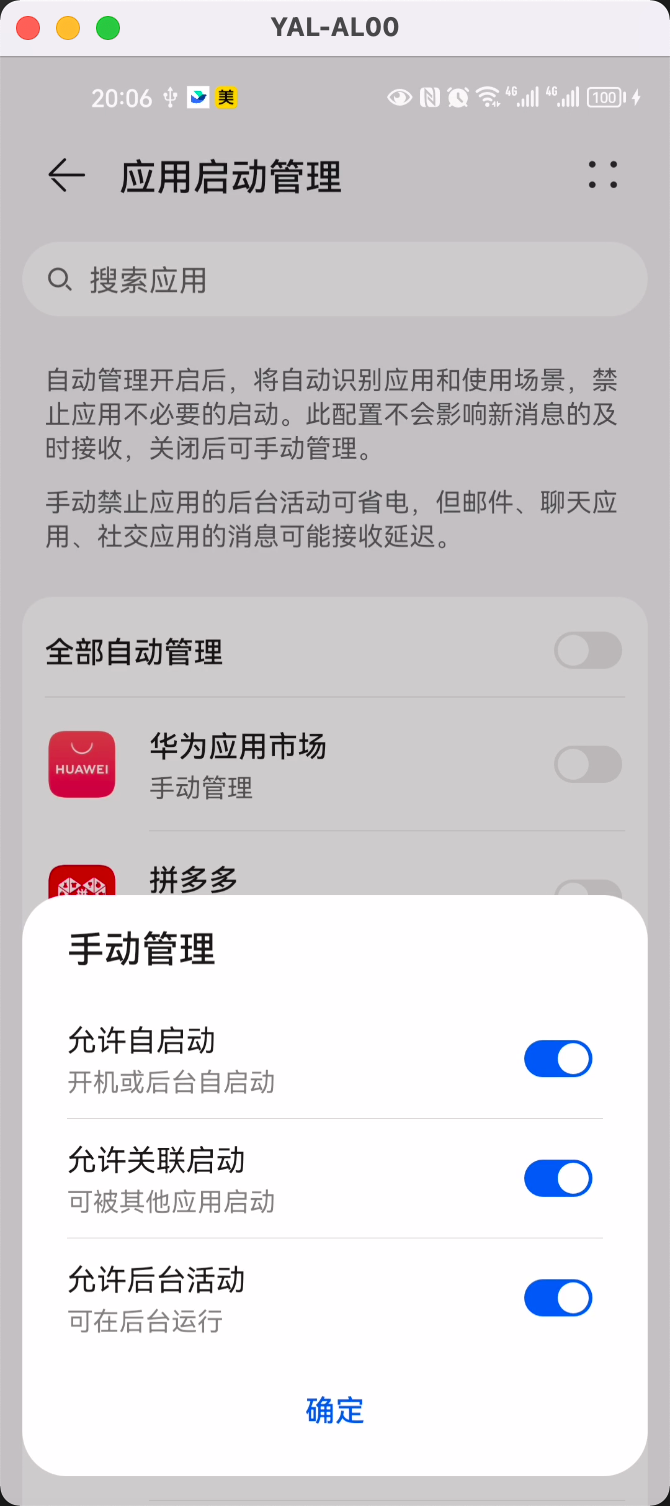 YAL-AL00
20:06
美
4G
4G
100
应用启动管理
搜索应用
自动管理开启后，将自动识别应用和使用场景，禁
止应用不必要的启动。此配置不会影响新消息的及
时接收，关闭后可手动管理。
手动禁止应用的后台活动可省电，但邮件、聊天应
用、社交应用的消息可能接收延迟。
全部自动管理
HUAWEI
华为应用市场
手动管理
拼多多
手动管理
允许自启动
开机或后台自启动
允许关联启动
可被其他应用启动
允许后台活动
可在后台运行
确定